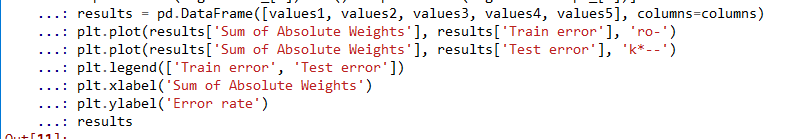 ...: results = pd.DataFrame([values1, values2, values3, values4, values5], columns=columns)
...: plt.plot(results['Sum of Absolute Weights'], results['Train error'], 'ro-')
...: plt.plot(results['Sum of Absolute Weights'], results['Test error'], 'k*--')
...: plt.legend(['Train error', 'Test error'])
...: plt.xlabel('Sum of Absolute Weights')
...: plt.ylabel('Error rate')
...: results
Out[11]: